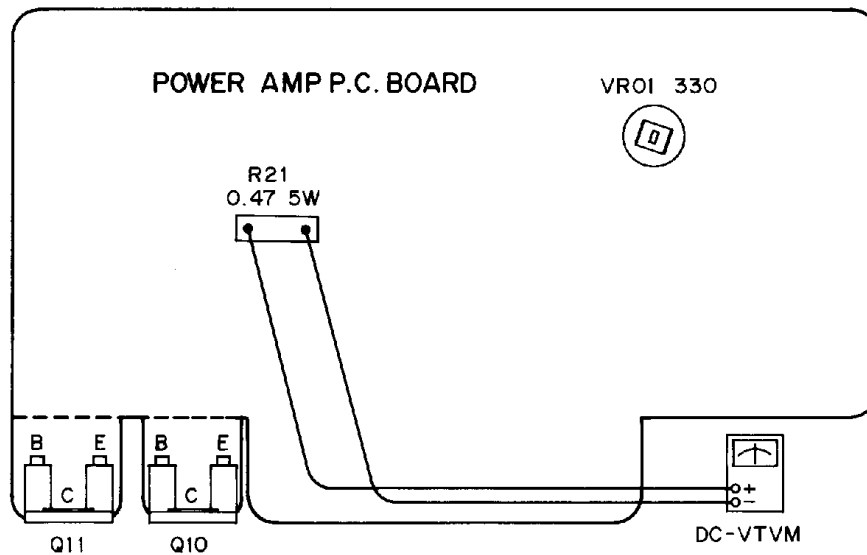 POWER AMP P.C. BOARD
VR01 330
R21
0.47 5W
B E B E
C C
+
−
Q11 Q10
DC-VTVM